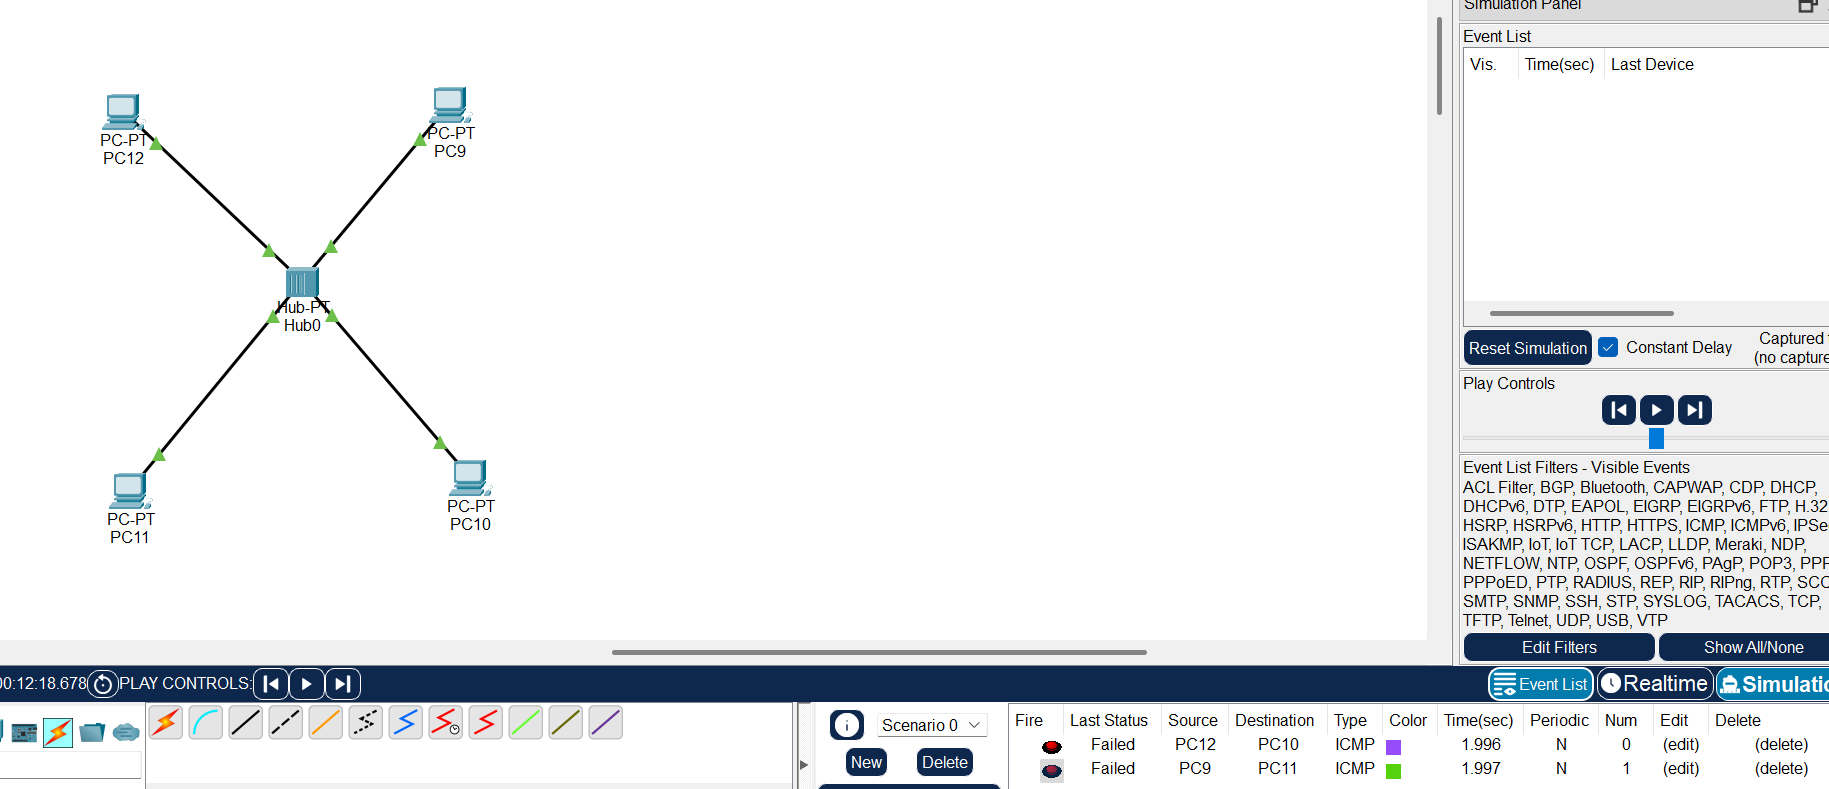 Simulation Panel
Event List
Vis. Time(sec) Last Device
PC-PT
PC12
PC-PT
PC9
Hub-PT
Hub0
PC-PT
PC11
PC-PT
PC10
Reset Simulation Constant Delay Captured
(no capture
Play Controls
Event List Filters - Visible Events
ACL Filter, BGP, Bluetooth, CAPWAP, CDP, DHCP,
DHCPv6, DTP, EAPOL, EIGRP, EIGRPv6, FTP, H.32
HSRP, HSRPv6, HTTP, HTTPS, ICMP, ICMPv6, IPSe
ISAKMP, IoT, IoT TCP, LACP, LLDP, Meraki, NDP,
NETFLOW, NTP, OSPF, OSPFv6, PAgP, POP3, PPP
PPPoED, PTP, RADIUS, REP, RIP, RIPng, RTP, SCC
SMTP, SNMP, SSH, STP, SYSLOG, TACACS, TCP,
TFTP, Telnet, UDP, USB, VTP
Edit Filters Show All/None
00:12:18.678 PLAY CONTROLS: Event List Realtime Simulatio
Scenario 0
New Delete
Fire Last Status Source Destination Type Color Time(sec) Periodic Num Edit Delete
Failed PC12 PC10 ICMP 1.996 N 0 (edit) (delete)
Failed PC9 PC11 ICMP 1.997 N 1 (edit) (delete)